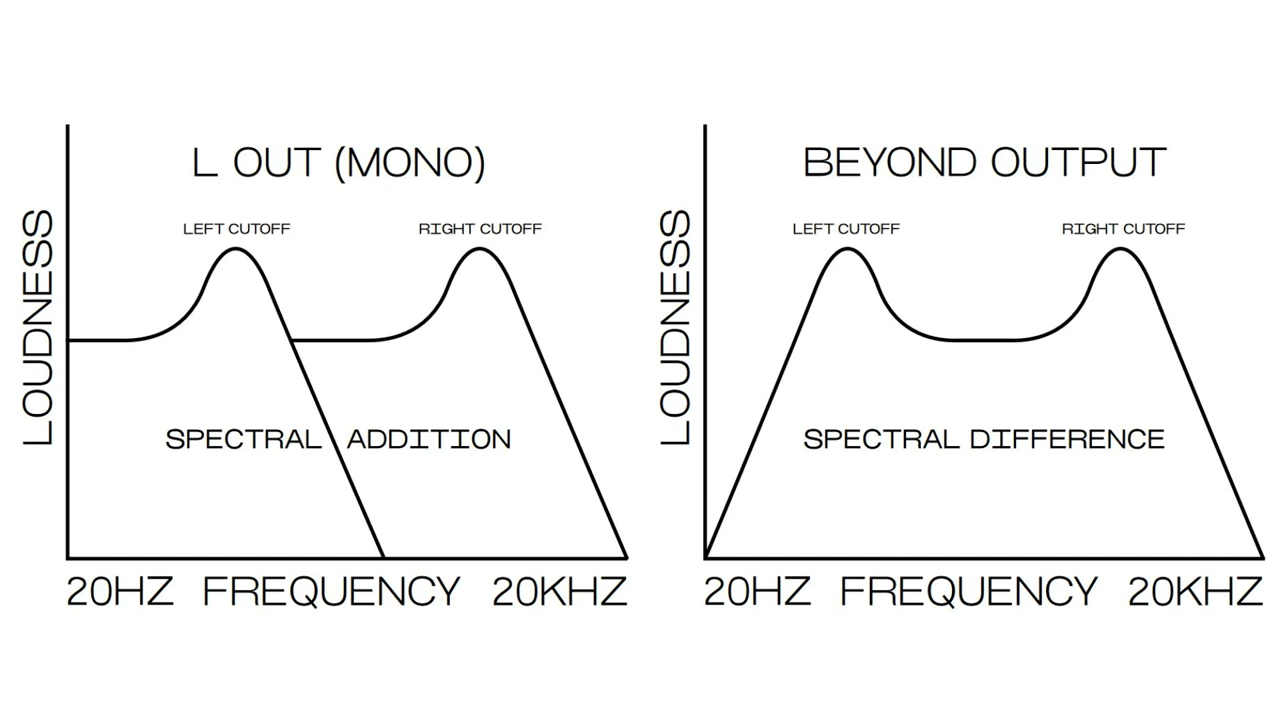 L OUT (MONO)
LEFT CUTOFF
RIGHT CUTOFF
LOUDNESS
SPECTRAL ADDITION
20HZ FREQUENCY 20KHZ
BEYOND OUTPUT
LEFT CUTOFF
RIGHT CUTOFF
LOUDNESS
SPECTRAL DIFFERENCE
20HZ FREQUENCY 20KHZ